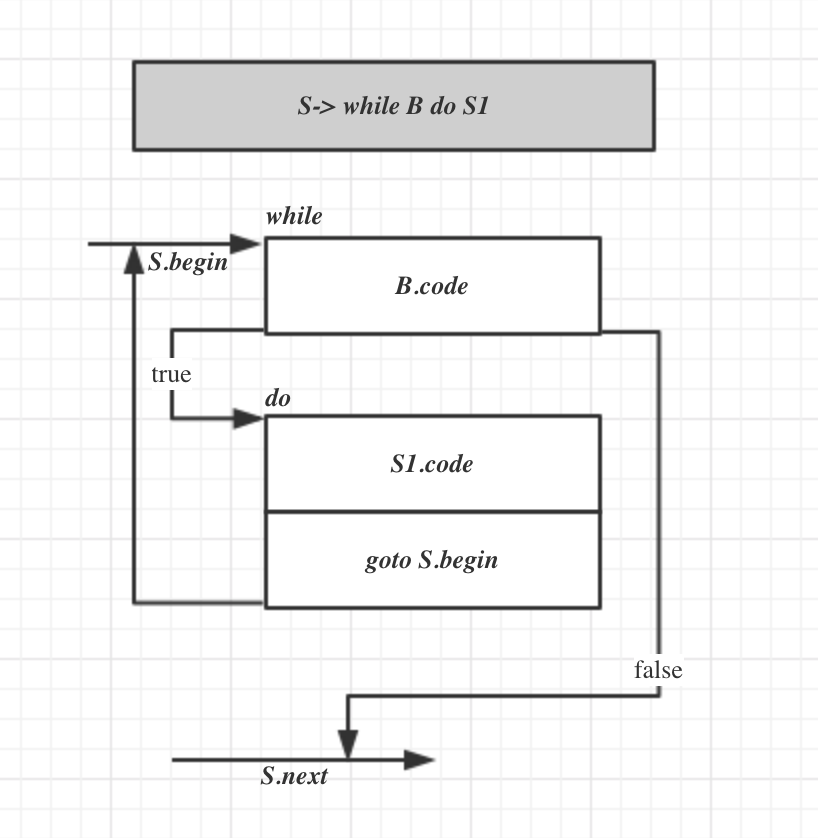 S-> while B do S1
while
S.begin
B.code
true
do
S1.code
goto S.begin
false
S.next